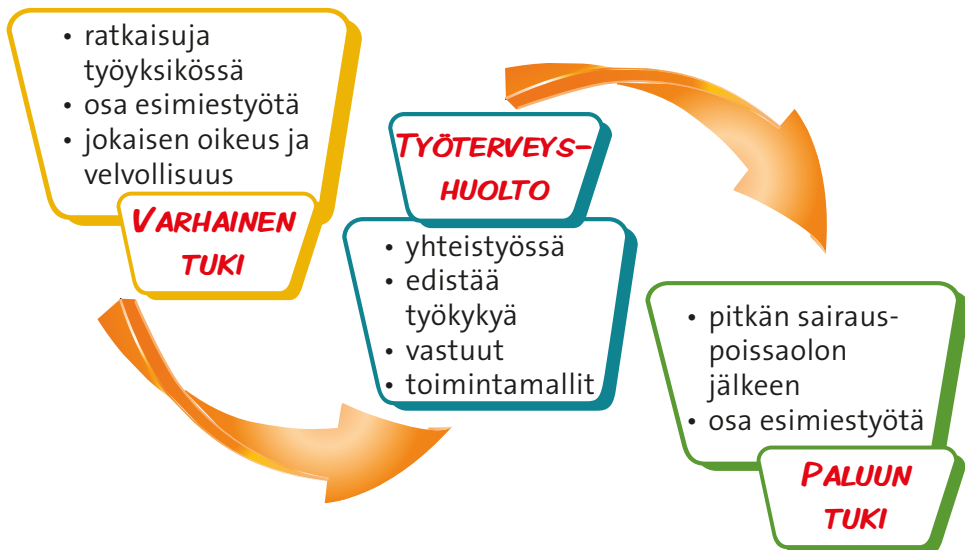 • ratkaisuja
työyksikössä
• osa esimiestyötä
• jokaisen oikeus ja
velvollisuus
VARHAINEN
TUKI
TYÖTERVEYS-
HUOLTO
• yhteistyössä
• edistää
työkykyä
• vastuut
• toimintamallit
• pitkän sairaus-
poissaolon
jälkeen
• osa esimiestyötä
PALUUN
TUKI